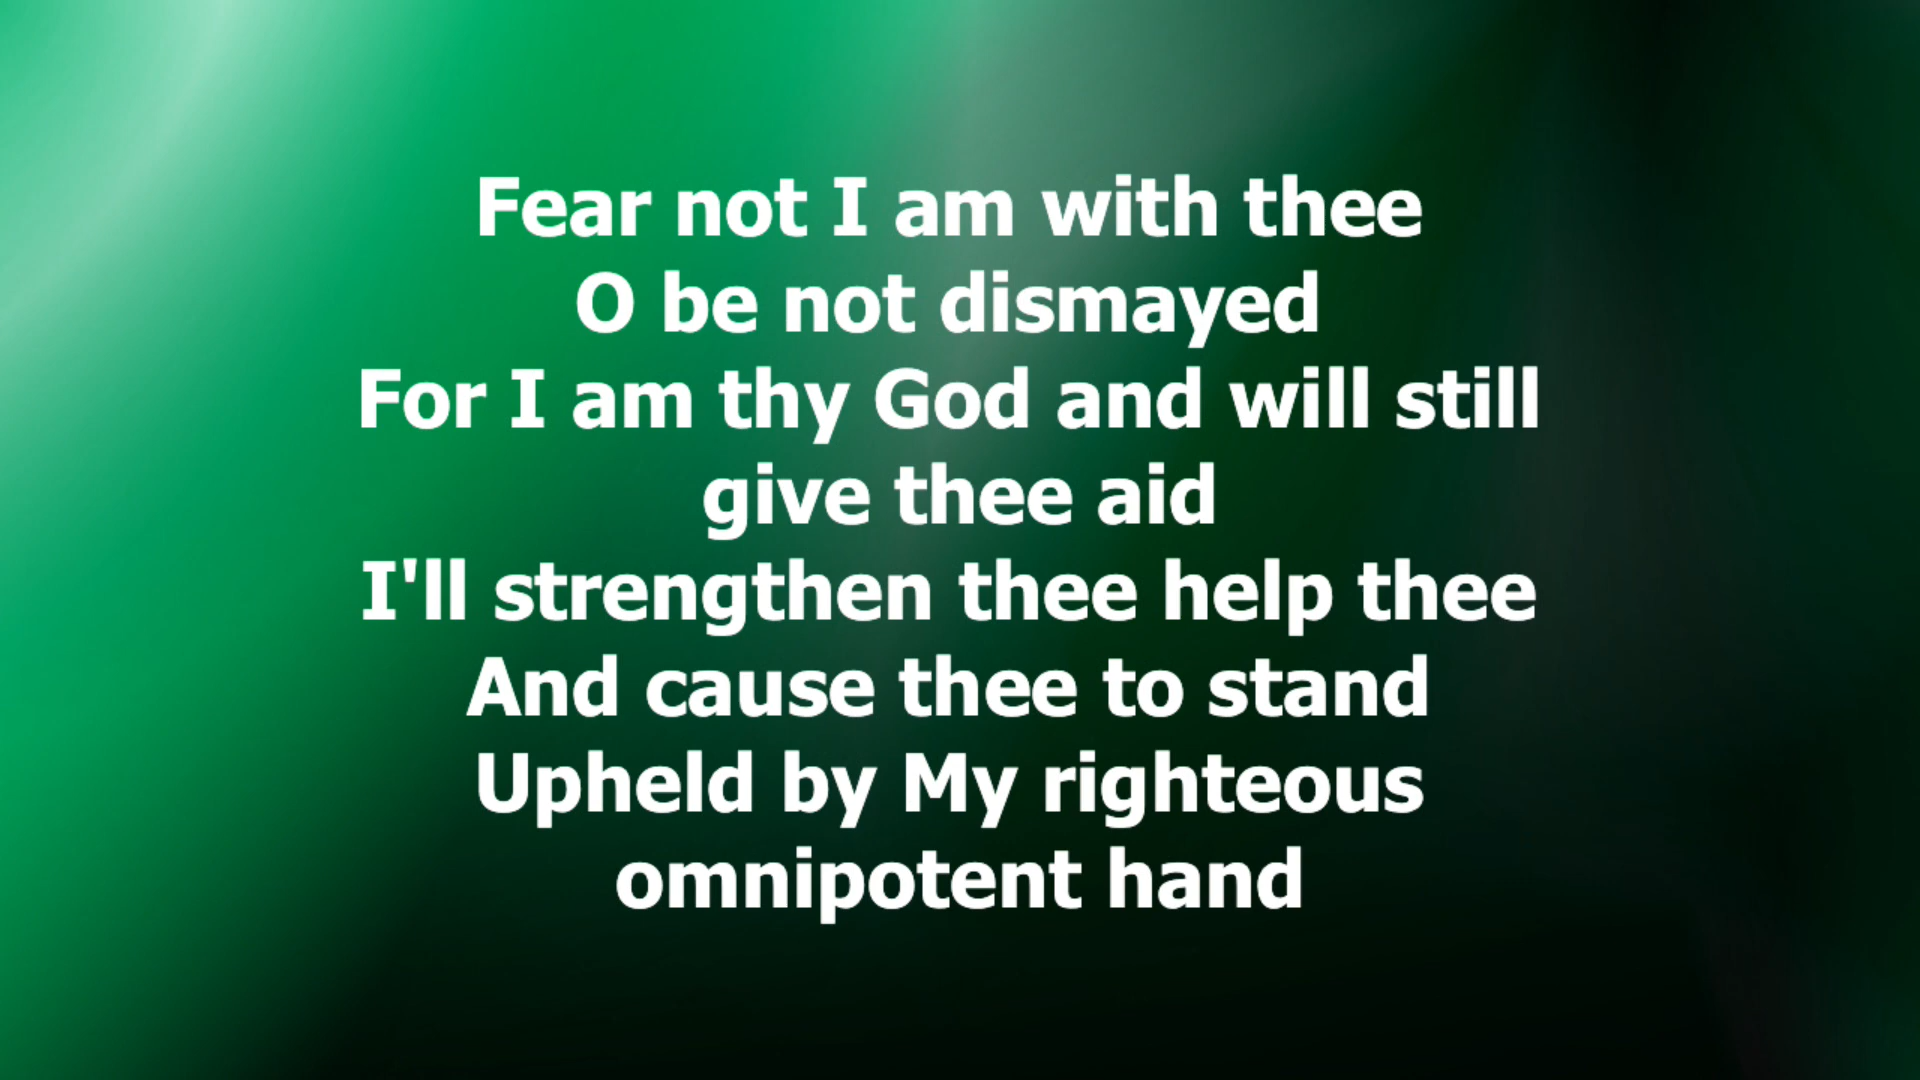 Fear not I am with thee
O be not dismayed
For I am thy God and will still
give thee aid
I'll strengthen thee help thee
And cause thee to stand
Upheld by My righteous
omnipotent hand